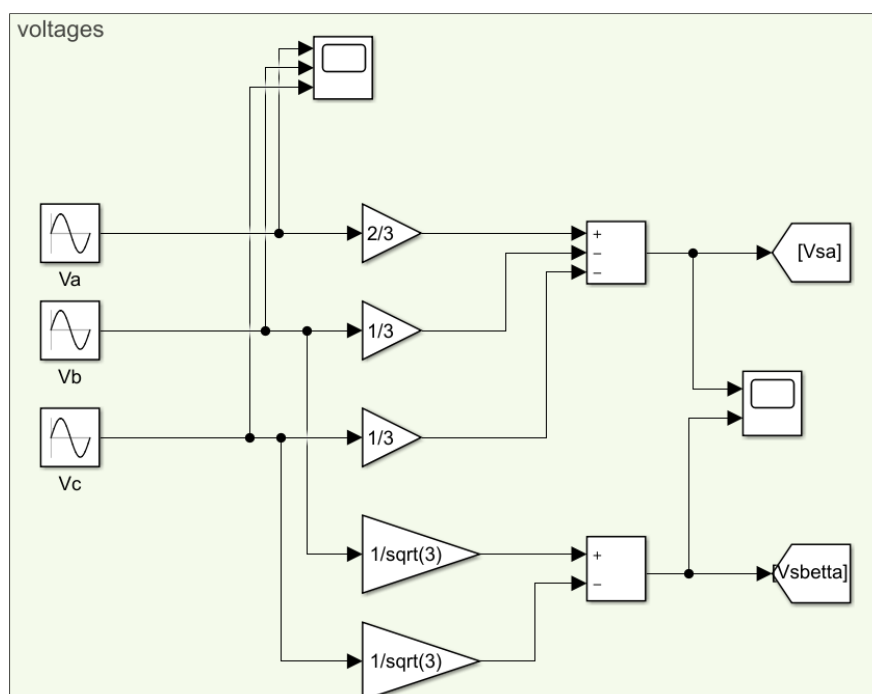 voltages
Va
2/3
+
−
−
[Vsa]
Vb
1/3
Vc
1/3
1/sqrt(3)
+
−
[Vsbetta]
1/sqrt(3)